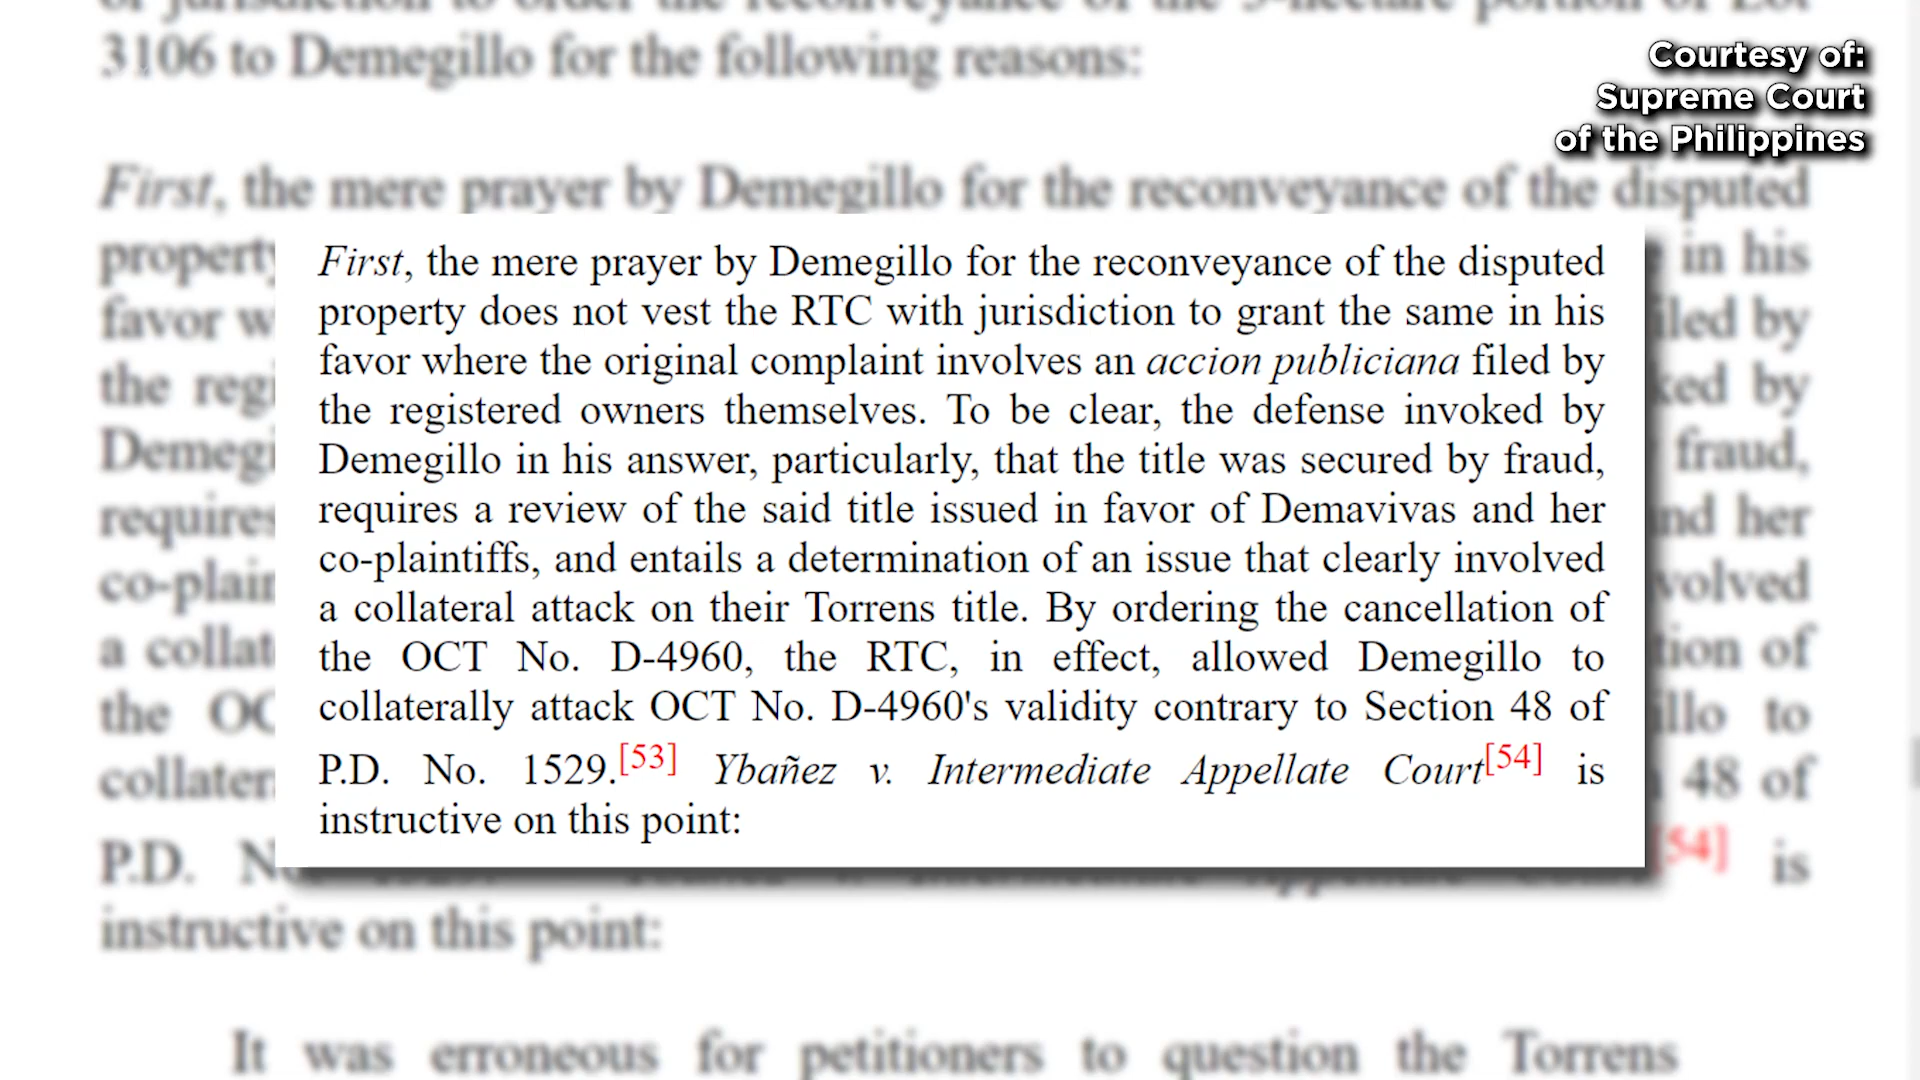 3106 to Demegillo for the following reasons:
Courtesy of:
Supreme Court
of the Philippines
First, the mere prayer by Demegillo for the reconveyance of the disputed
First, the mere prayer by Demegillo for the reconveyance of the disputed
property does not vest the RTC with jurisdiction to grant the same in his
favor where the original complaint involves an accion publiciana filed by
the registered owners themselves. To be clear, the defense invoked by
Demegillo in his answer, particularly, that the title was secured by fraud,
requires a review of the said title issued in favor of Demavivas and her
co-plaintiffs, and entails a determination of an issue that clearly involved
a collateral attack on their Torrens title. By ordering the cancellation of
the OCT No. D-4960, the RTC, in effect, allowed Demegillo to
collaterally attack OCT No. D-4960's validity contrary to Section 48 of
P.D. No. 1529.[53] Ybañez v. Intermediate Appellate Court[54] is
instructive on this point:
instructive on this point:
It was erroneous for petitioners to question the Torrens